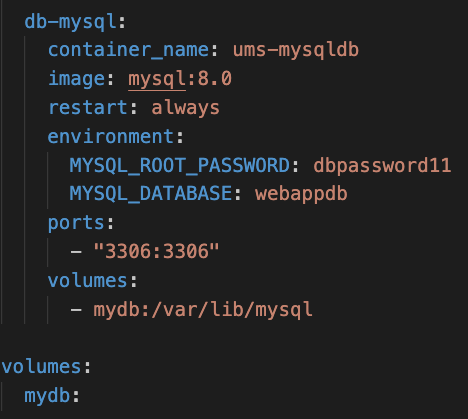 db-mysql:
container_name: ums-mysqldb
image: mysql:8.0
restart: always
environment:
MYSQL_ROOT_PASSWORD: dbpassword11
MYSQL_DATABASE: webappdb
ports:
- "3306:3306"
volumes:
- mydb:/var/lib/mysql
volumes:
mydb: